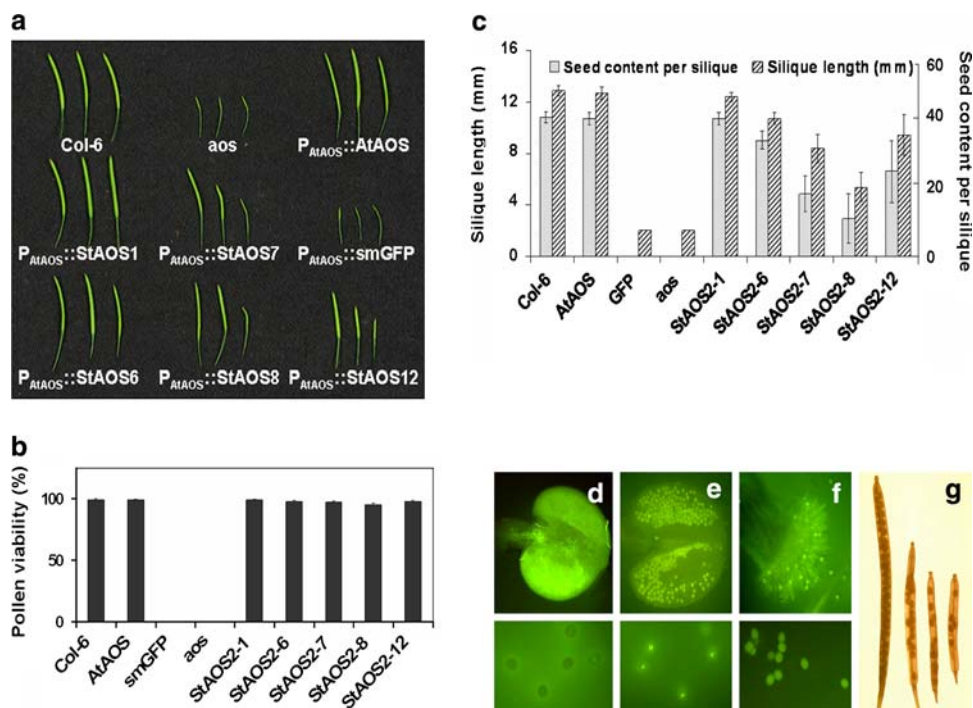 a
Col-6 aos PAtAOS::AtAOS
PAtAOS::StAOS1 PAtAOS::StAOS7 PAtAOS::smGFP
PAtAOS::StAOS6 PAtAOS::StAOS8 PAtAOS::StAOS12
b
Pollen viability (%)
100
50
0
Col-6 AtAOS smGFP aos StAOS2-1 StAOS2-6 StAOS2-7 StAOS2-8 StAOS2-12
c
Seed content per silique Silique length (mm)
Silique length (mm)
16
12
8
4
0
Seed content per silique
60
40
20
0
Col-6 AtAOS GFP aos StAOS2-1 StAOS2-6 StAOS2-7 StAOS2-8 StAOS2-12
d e f g